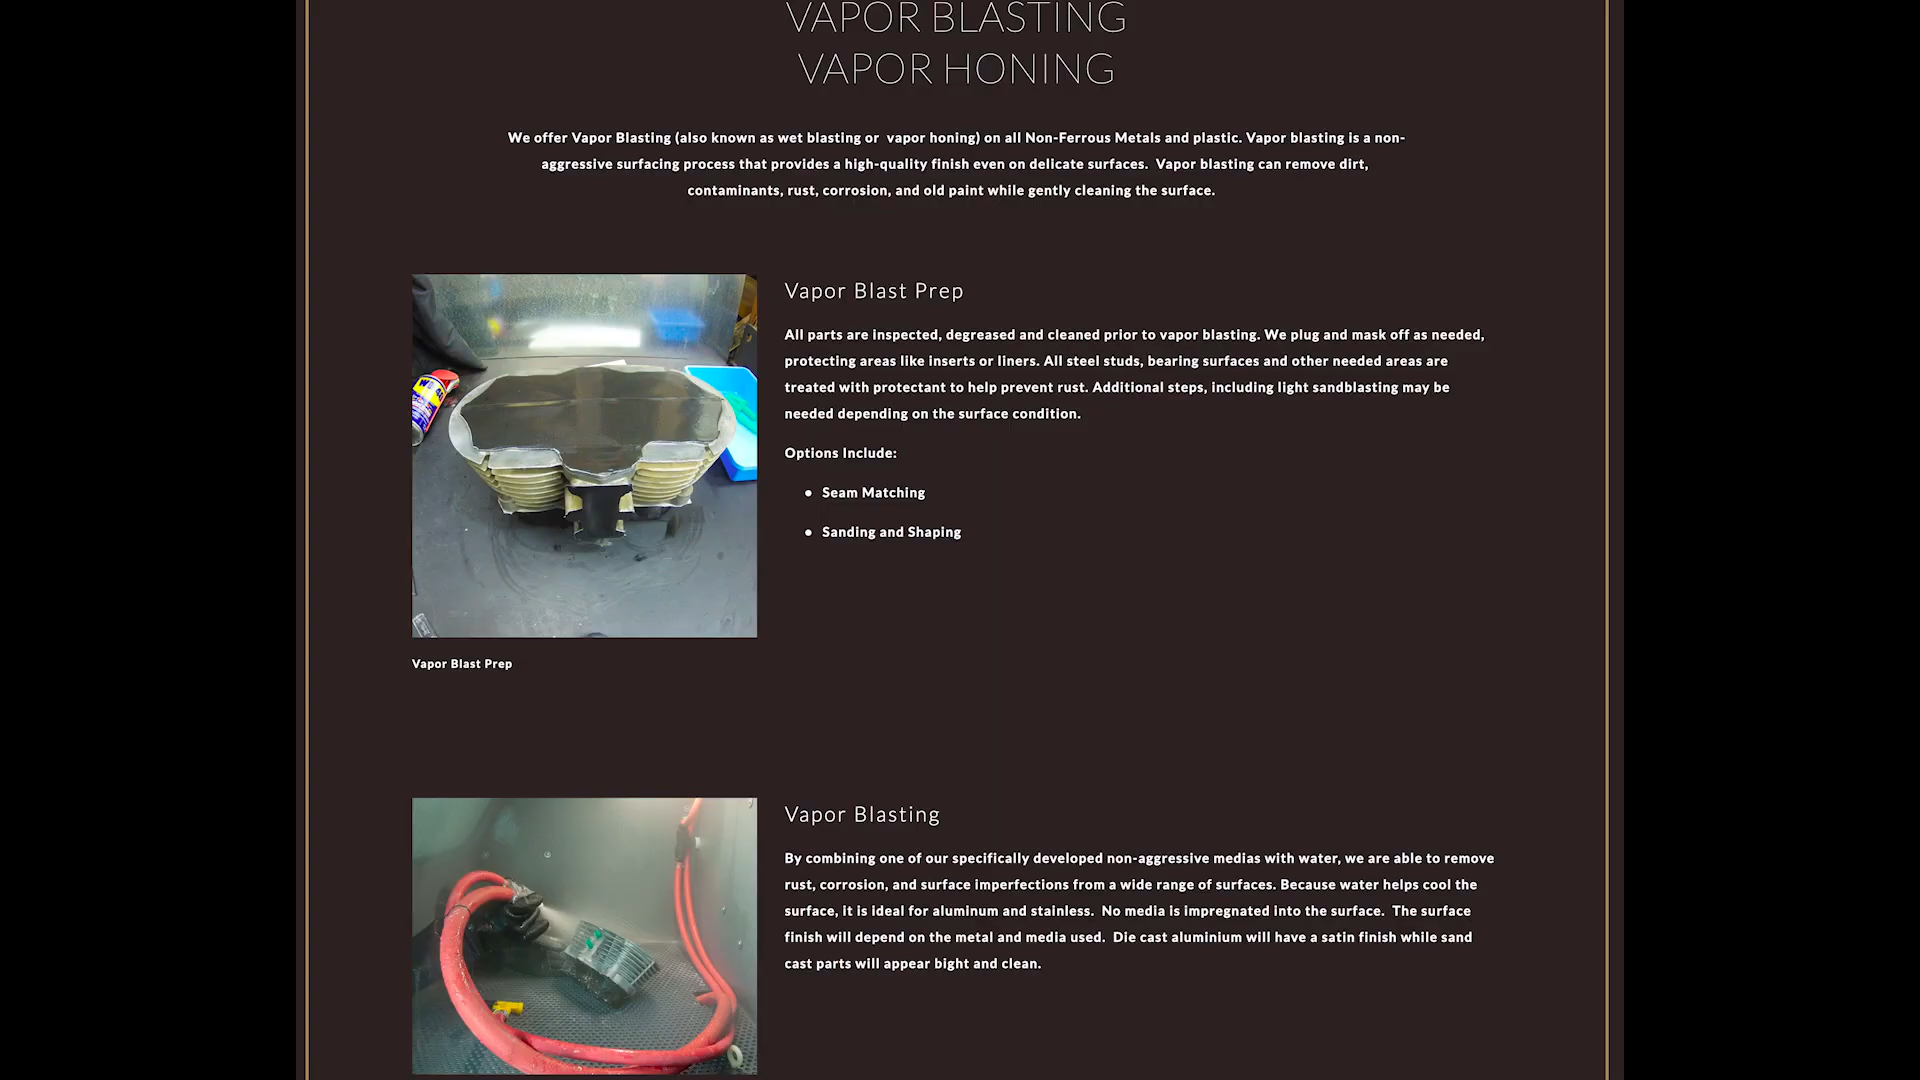 VAPOR BLASTING
VAPOR HONING
We offer Vapor Blasting (also known as wet blasting or  vapor honing) on all Non-Ferrous Metals and plastic. Vapor blasting is a non-
aggressive surfacing process that provides a high-quality finish even on delicate surfaces.  Vapor blasting can remove dirt,
contaminants, rust, corrosion, and old paint while gently cleaning the surface.
Vapor Blast Prep
All parts are inspected, degreased and cleaned prior to vapor blasting. We plug and mask off as needed,
protecting areas like inserts or liners. All steel studs, bearing surfaces and other needed areas are
treated with protectant to help prevent rust. Additional steps, including light sandblasting may be
needed depending on the surface condition.
Options Include:
• Seam Matching
• Sanding and Shaping
WD
Vapor Blast Prep
Vapor Blasting
By combining one of our specifically developed non-aggressive medias with water, we are able to remove
rust, corrosion, and surface imperfections from a wide range of surfaces. Because water helps cool the
surface, it is ideal for aluminum and stainless.  No media is impregnated into the surface.  The surface
finish will depend on the metal and media used.  Die cast aluminium will have a satin finish while sand
cast parts will appear bight and clean.